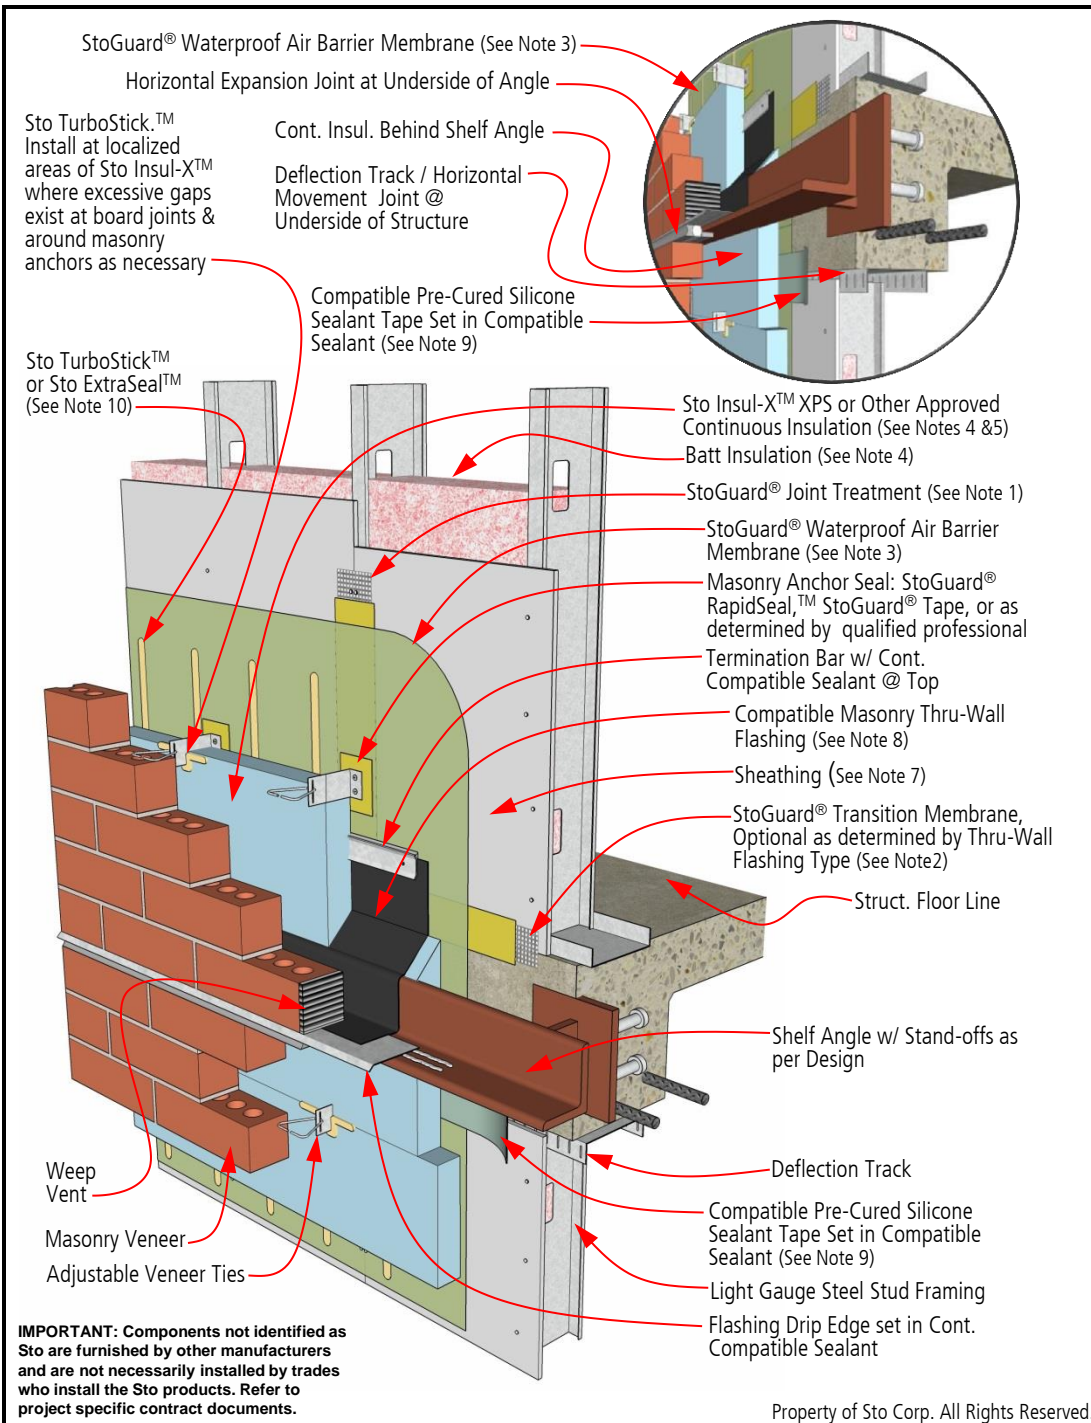 StoGuard® Waterproof Air Barrier Membrane (See Note 3)
Horizontal Expansion Joint at Underside of Angle
Sto TurboStick.™
Install at localized
areas of Sto Insul-X™
where excessive gaps
exist at board joints &
around masonry
anchors as necessary
Cont. Insul. Behind Shelf Angle
Deflection Track / Horizontal
Movement Joint @
Underside of Structure
Compatible Pre-Cured Silicone
Sealant Tape Set in Compatible
Sealant (See Note 9)
Sto TurboStick™
or Sto ExtraSeal™
(See Note 10)
Sto Insul-X™ XPS or Other Approved
Continuous Insulation (See Notes 4 &5)
Batt Insulation (See Note 4)
StoGuard® Joint Treatment (See Note 1)
StoGuard® Waterproof Air Barrier
Membrane (See Note 3)
Masonry Anchor Seal: StoGuard®
RapidSeal,™ StoGuard® Tape, or as
determined by qualified professional
Termination Bar w/ Cont.
Compatible Sealant @ Top
Compatible Masonry Thru-Wall
Flashing (See Note 8)
Sheathing (See Note 7)
StoGuard® Transition Membrane,
Optional as determined by Thru-Wall
Flashing Type (See Note2)
Struct. Floor Line
Shelf Angle w/ Stand-offs as
per Design
Deflection Track
Compatible Pre-Cured Silicone
Sealant Tape Set in Compatible
Sealant (See Note 9)
Light Gauge Steel Stud Framing
Flashing Drip Edge set in Cont.
Compatible Sealant
Weep
Vent
Masonry Veneer
Adjustable Veneer Ties
IMPORTANT: Components not identified as
Sto are furnished by other manufacturers
and are not necessarily installed by trades
who install the Sto products. Refer to
project specific contract documents.
Property of Sto Corp. All Rights Reserved